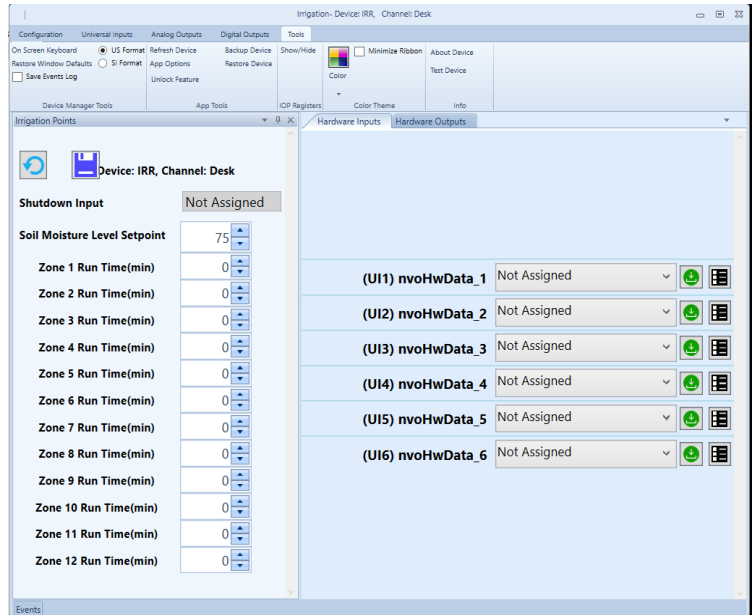 Irrigation- Device: IRR, Channel: Desk
Configuration Universal Inputs Analog Outputs Digital Outputs Tools
On Screen Keyboard US Format Refresh Device Backup Device Show/Hide Minimize Ribbon About Device
Restore Window Defaults SI Format App Options Restore Device Color Test Device
Save Events Log Unlock Feature
Device Manager Tools App Tools IOP Registers Color Theme Info
Irrigation Points
Hardware Inputs Hardware Outputs
Device: IRR, Channel: Desk
Shutdown Input Not Assigned
Soil Moisture Level Setpoint 75
Zone 1 Run Time(min) 0
Zone 2 Run Time(min) 0
Zone 3 Run Time(min) 0
Zone 4 Run Time(min) 0
Zone 5 Run Time(min) 0
Zone 6 Run Time(min) 0
Zone 7 Run Time(min) 0
Zone 8 Run Time(min) 0
Zone 9 Run Time(min) 0
Zone 10 Run Time(min) 0
Zone 11 Run Time(min) 0
Zone 12 Run Time(min) 0
(UI1) nvoHwData_1 Not Assigned
(UI2) nvoHwData_2 Not Assigned
(UI3) nvoHwData_3 Not Assigned
(UI4) nvoHwData_4 Not Assigned
(UI5) nvoHwData_5 Not Assigned
(UI6) nvoHwData_6 Not Assigned
Events